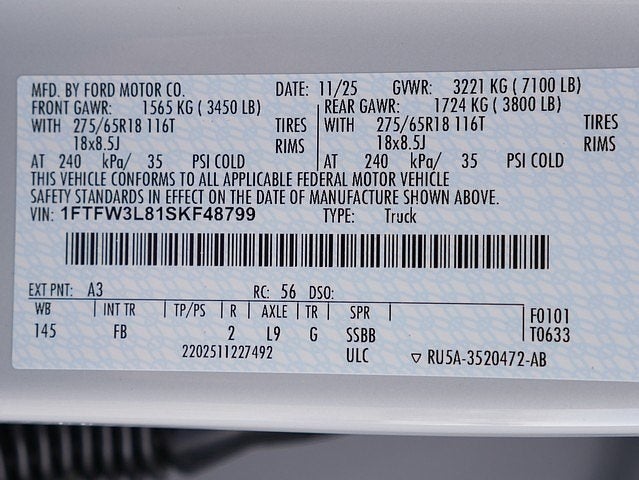 MFD. BY FORD MOTOR CO. DATE: 11/25 GVWR: 3221 KG ( 7100 LB)
FRONT GAWR: 1565 KG ( 3450 LB) REAR GAWR: 1724 KG ( 3800 LB)
WITH 275/65R18 116T TIRES WITH 275/65R18 116T TIRES
18x8.5J RIMS 18x8.5J RIMS
AT 240 kPa/ 35 PSI COLD AT 240 kPa/ 35 PSI COLD
THIS VEHICLE CONFORMS TO ALL APPLICABLE FEDERAL MOTOR VEHICLE
SAFETY STANDARDS IN EFFECT ON THE DATE OF MANUFACTURE SHOWN ABOVE.
VIN: 1FTFW3L81SKF48799 TYPE: Truck
EXT PNT: A3 RC: 56 DSO:
WB INT TR TP/PS R AXLE TR SPR F0101
145 FB 2 L9 G SSBB T0633
2202511227492 ULC ▽ RU5A-3520472-AB